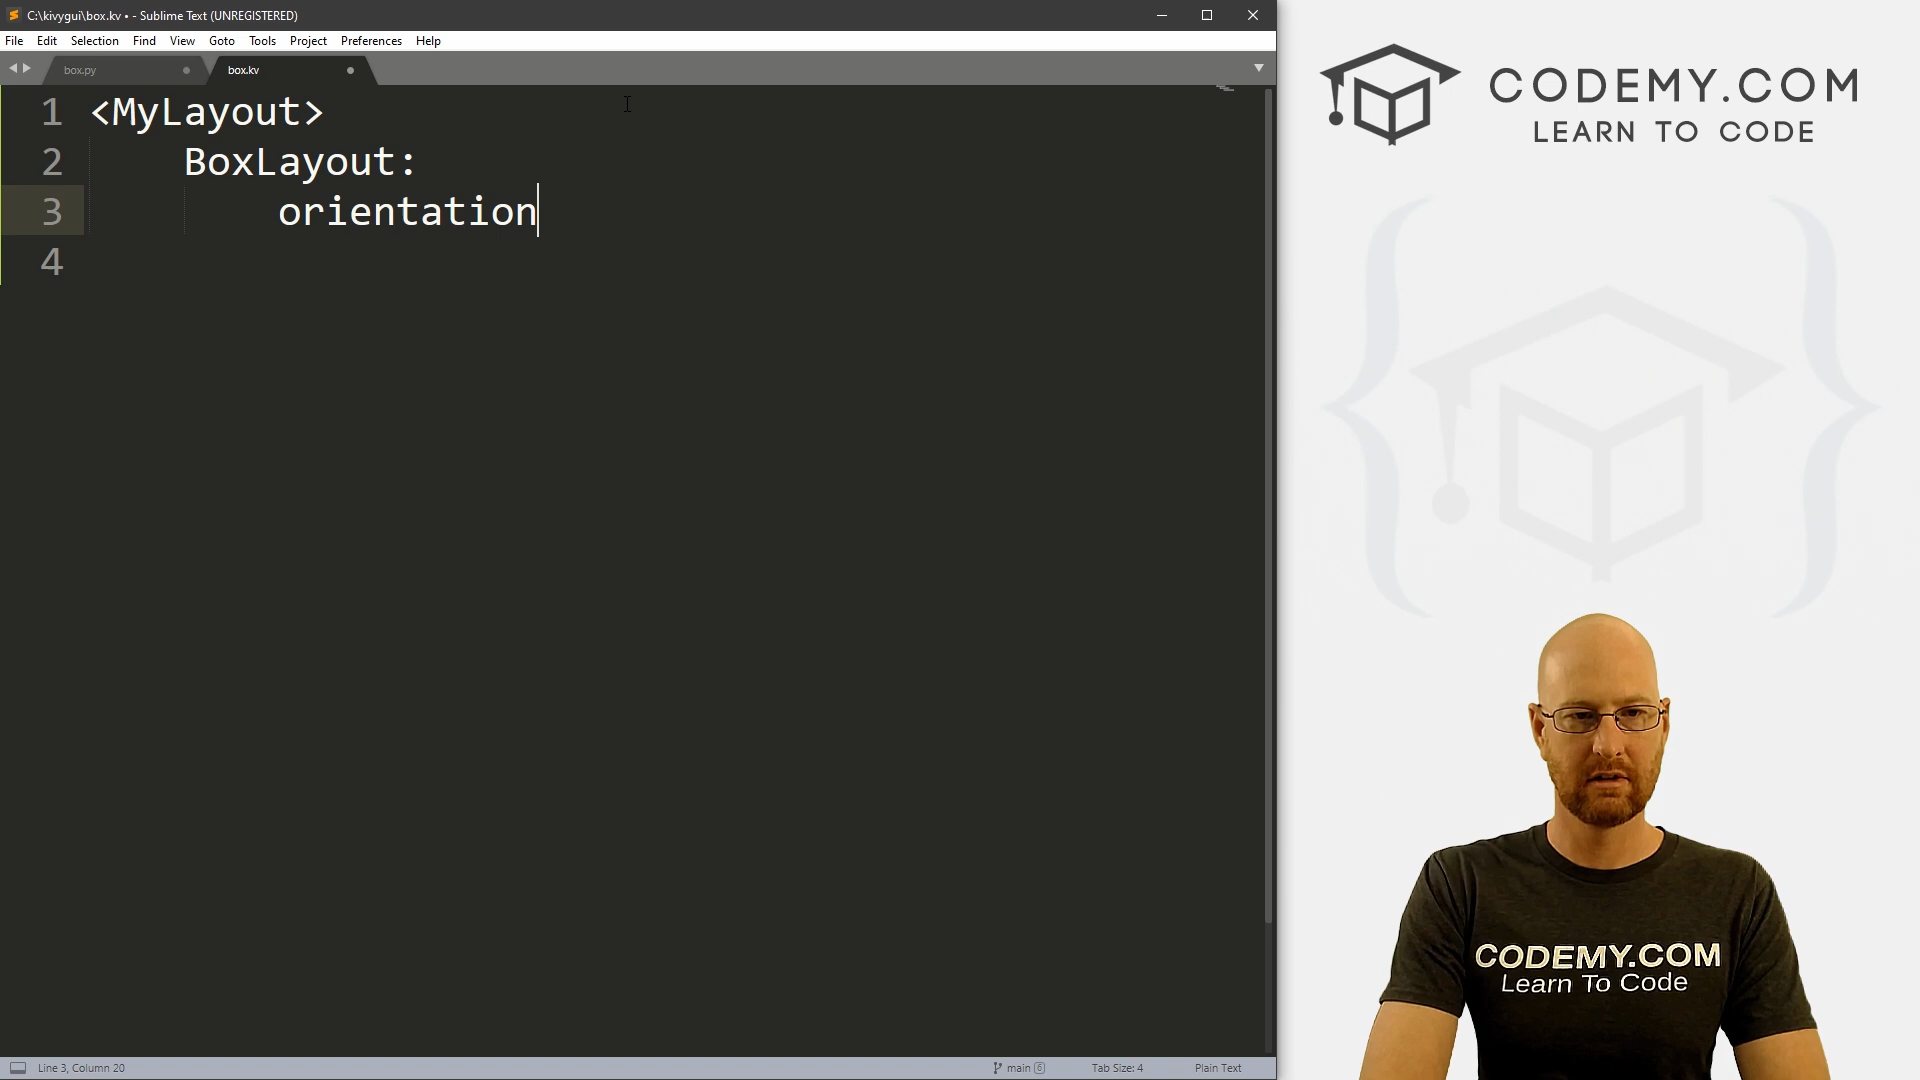 C:\kivygui\box.kv • - Sublime Text (UNREGISTERED)
File Edit Selection Find View Goto Tools Project Preferences Help
box.py
box.kv
1 <MyLayout>
2 BoxLayout:
3 orientation
4
Line 3, Column 20
main 6
Tab Size: 4
Plain Text
CODEMY.COM
LEARN TO CODE
CODEMY.COM
Learn To Code